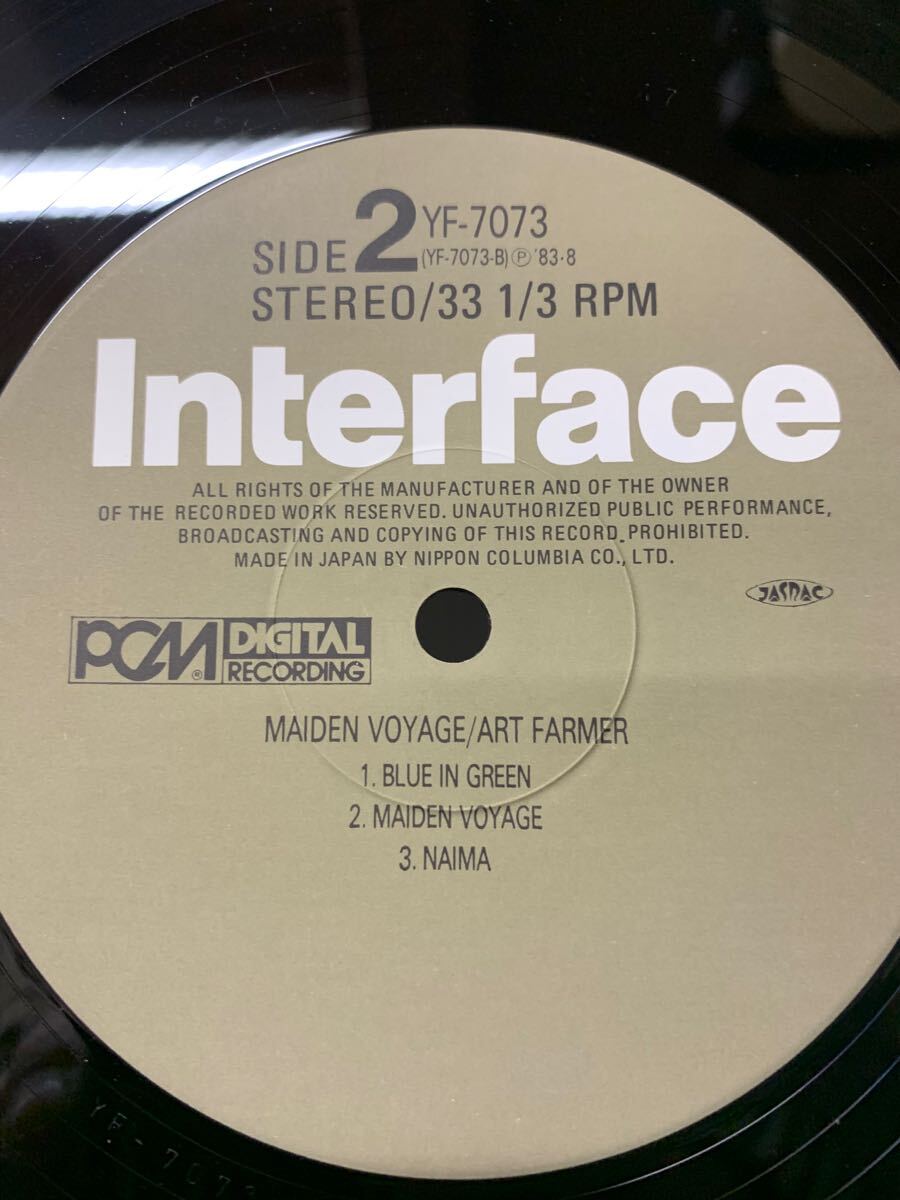 SIDE 2 YF-7073
(YF-7073-B) Ⓟ '83·8
STEREO/33 1/3 RPM
Interface
ALL RIGHTS OF THE MANUFACTURER AND OF THE OWNER
OF THE RECORDED WORK RESERVED. UNAUTHORIZED PUBLIC PERFORMANCE,
BROADCASTING AND COPYING OF THIS RECORD PROHIBITED.
MADE IN JAPAN BY NIPPON COLUMBIA CO., LTD.
JASRAC
PCM® DIGITAL
RECORDING
MAIDEN VOYAGE/ART FARMER
1. BLUE IN GREEN
2. MAIDEN VOYAGE
3. NAIMA
YF-7073